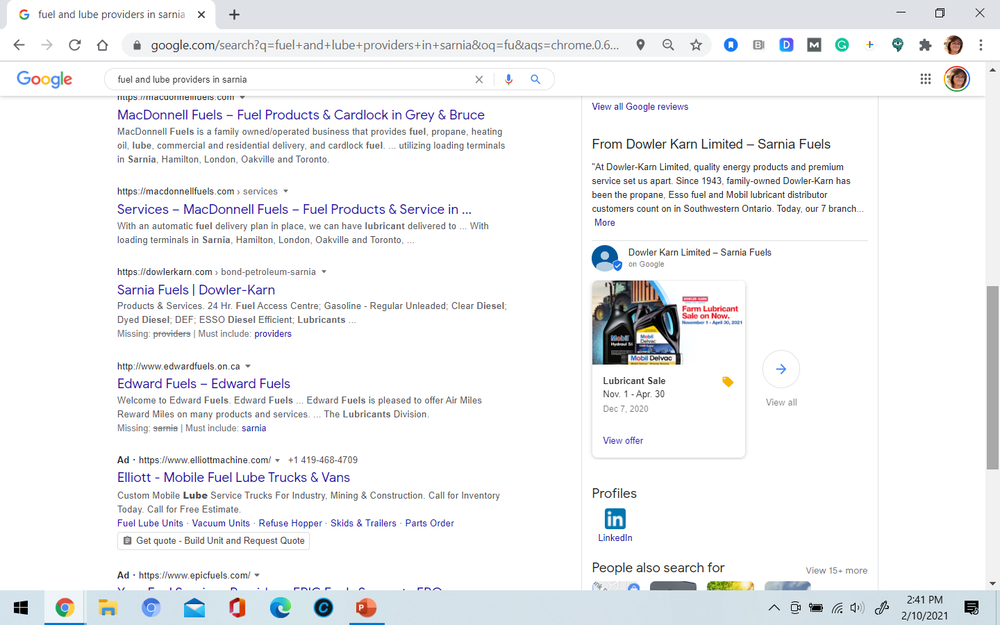 fuel and lube providers in sarnia
google.com/search?q=fuel+and+lube+providers+in+sarnia&oq=fu&aqs=chrome.0.6...
Google
fuel and lube providers in sarnia
https://macdonnellfuels.com
MacDonnell Fuels – Fuel Products & Cardlock in Grey & Bruce
MacDonnell Fuels is a family owned/operated business that provides fuel, propane, heating
oil, lube, commercial and residential delivery, and cardlock fuel. ... utilizing loading terminals
in Sarnia, Hamilton, London, Oakville and Toronto.
https://macdonnellfuels.com › services
Services – MacDonnell Fuels – Fuel Products & Service in ...
With an automatic fuel delivery plan in place, we can have lubricant delivered to ... With
loading terminals in Sarnia, Hamilton, London, Oakville and Toronto, ...
https://dowlerkarn.com › bond-petroleum-sarnia
Sarnia Fuels | Dowler-Karn
Products & Services. 24 Hr. Fuel Access Centre; Gasoline - Regular Unleaded; Clear Diesel;
Dyed Diesel; DEF; ESSO Diesel Efficient; Lubricants ...
Missing: providers | Must include: providers
http://www.edwardfuels.on.ca
Edward Fuels – Edward Fuels
Welcome to Edward Fuels. Edward Fuels ... Edward Fuels is pleased to offer Air Miles
Reward Miles on many products and services. ... The Lubricants Division.
Missing: sarnia | Must include: sarnia
Ad · https://www.elliottmachine.com/ +1 419-468-4709
Elliott - Mobile Fuel Lube Trucks & Vans
Custom Mobile Lube Service Trucks For Industry, Mining & Construction. Call for Inventory
Today. Call for Free Estimate.
Fuel Lube Units · Vacuum Units · Refuse Hopper · Skids & Trailers · Parts Order
Get quote - Build Unit and Request Quote
Ad · https://www.epicfuels.com/
View all Google reviews
From Dowler Karn Limited – Sarnia Fuels
"At Dowler-Karn Limited, quality energy products and premium
service set us apart. Since 1943, family-owned Dowler-Karn has
been the propane, Esso fuel and Mobil lubricant distributor
customers count on in Southwestern Ontario. Today, our 7 branch...
More
Dowler Karn Limited – Sarnia Fuels
on Google
DOWLER-KARN
Farm Lubricant
Sale on Now.
November 1 - April 30, 2021
Mobil
Hydraul 56
Mobil
Delvac
Mobil Delvac
Lubricant Sale
Nov. 1 - Apr. 30
Dec 7, 2020
View offer
View all
Profiles
LinkedIn
People also search for
View 15+ more
2:41 PM
2/10/2021